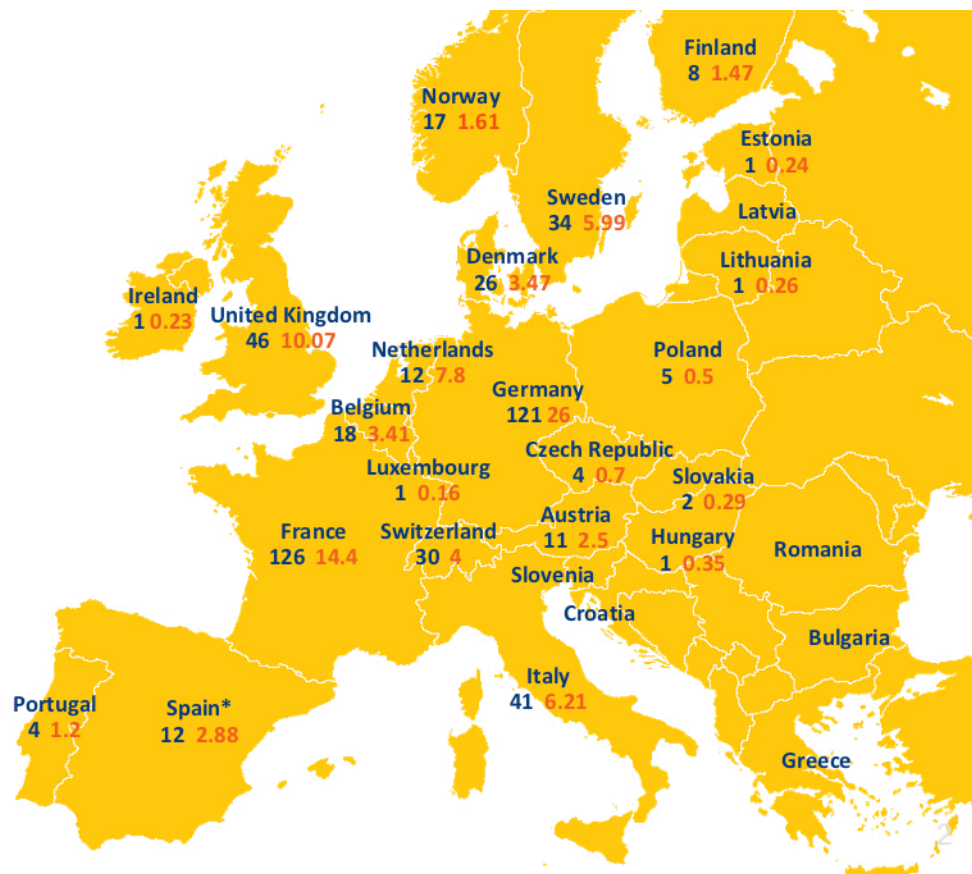 Finland
8 1.47
Norway
17 1.61
Estonia
1 0.24
Sweden
34 5.99
Latvia
Denmark
26 3.47
Lithuania
1 0.26
Ireland
1 0.23
United Kingdom
46 10.07
Netherlands
12 7.8
Poland
5 0.5
Germany
121 26
Belgium
18 3.41
Czech Republic
4 0.7
Luxembourg
1 0.16
Slovakia
2 0.29
Austria
11 2.5
France
126 14.4
Switzerland
30 4
Hungary
1 0.35
Romania
Slovenia
Croatia
Bulgaria
Italy
41 6.21
Portugal
4 1.2
Spain*
12 2.88
Greece
2